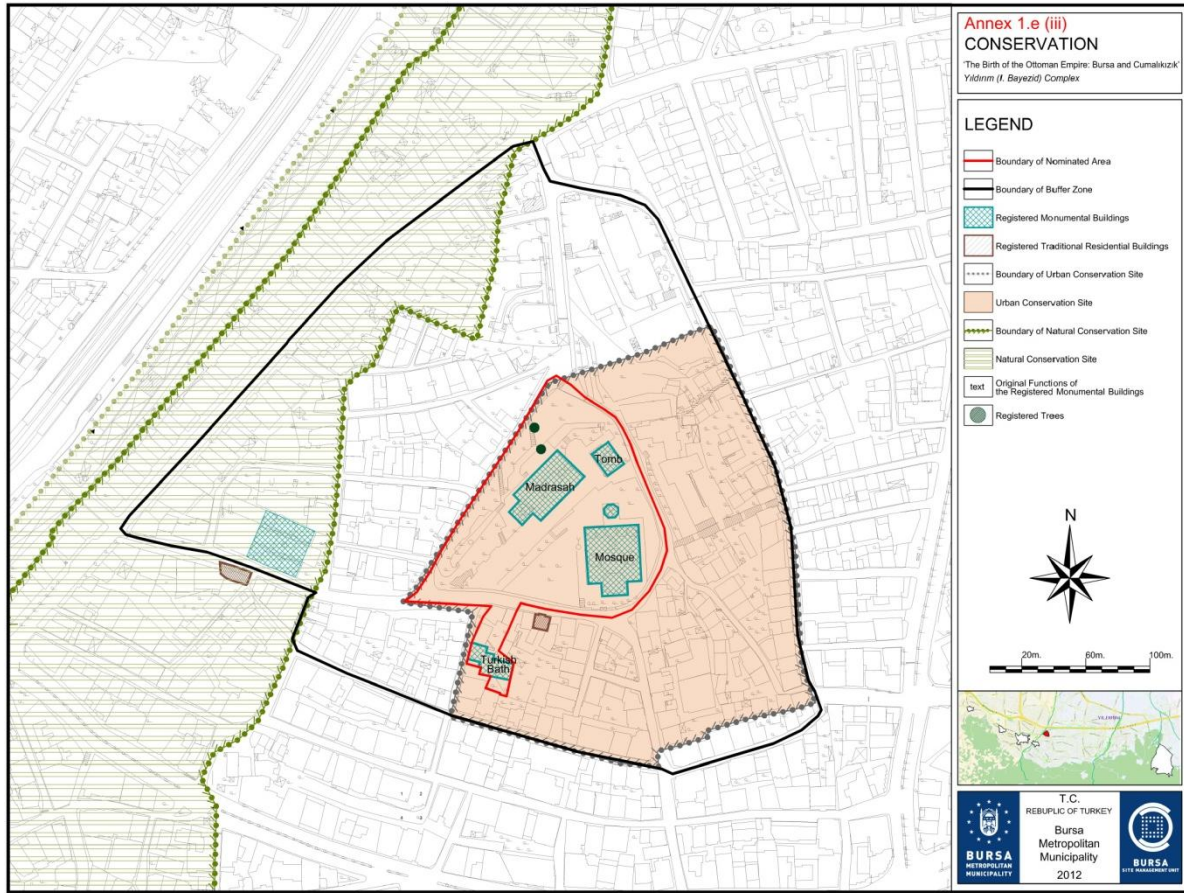 Annex 1.e (iii)
CONSERVATION
'The Birth of the Ottoman Empire: Bursa and Cumalıkızık'
Yıldırım (I. Bayezid) Complex
LEGEND
Boundary of Nominated Area
Boundary of Buffer Zone
Registered Monumental Buildings
Registered Traditional Residential Buildings
Boundary of Urban Conservation Site
Urban Conservation Site
Boundary of Natural Conservation Site
Natural Conservation Site
text
Original Functions of
the Registered Monumental Buildings
Registered Trees
Tomb
Madrasah
Mosque
Turkish
Bath
N
20m. 60m. 100m.
YILDIRIM
BURSA
METROPOLITAN
MUNICIPALITY
T.C.
REBUPLIC OF TURKEY
Bursa
Metropolitan
Municipality
2012
BURSA
SITE MANAGEMENT UNIT